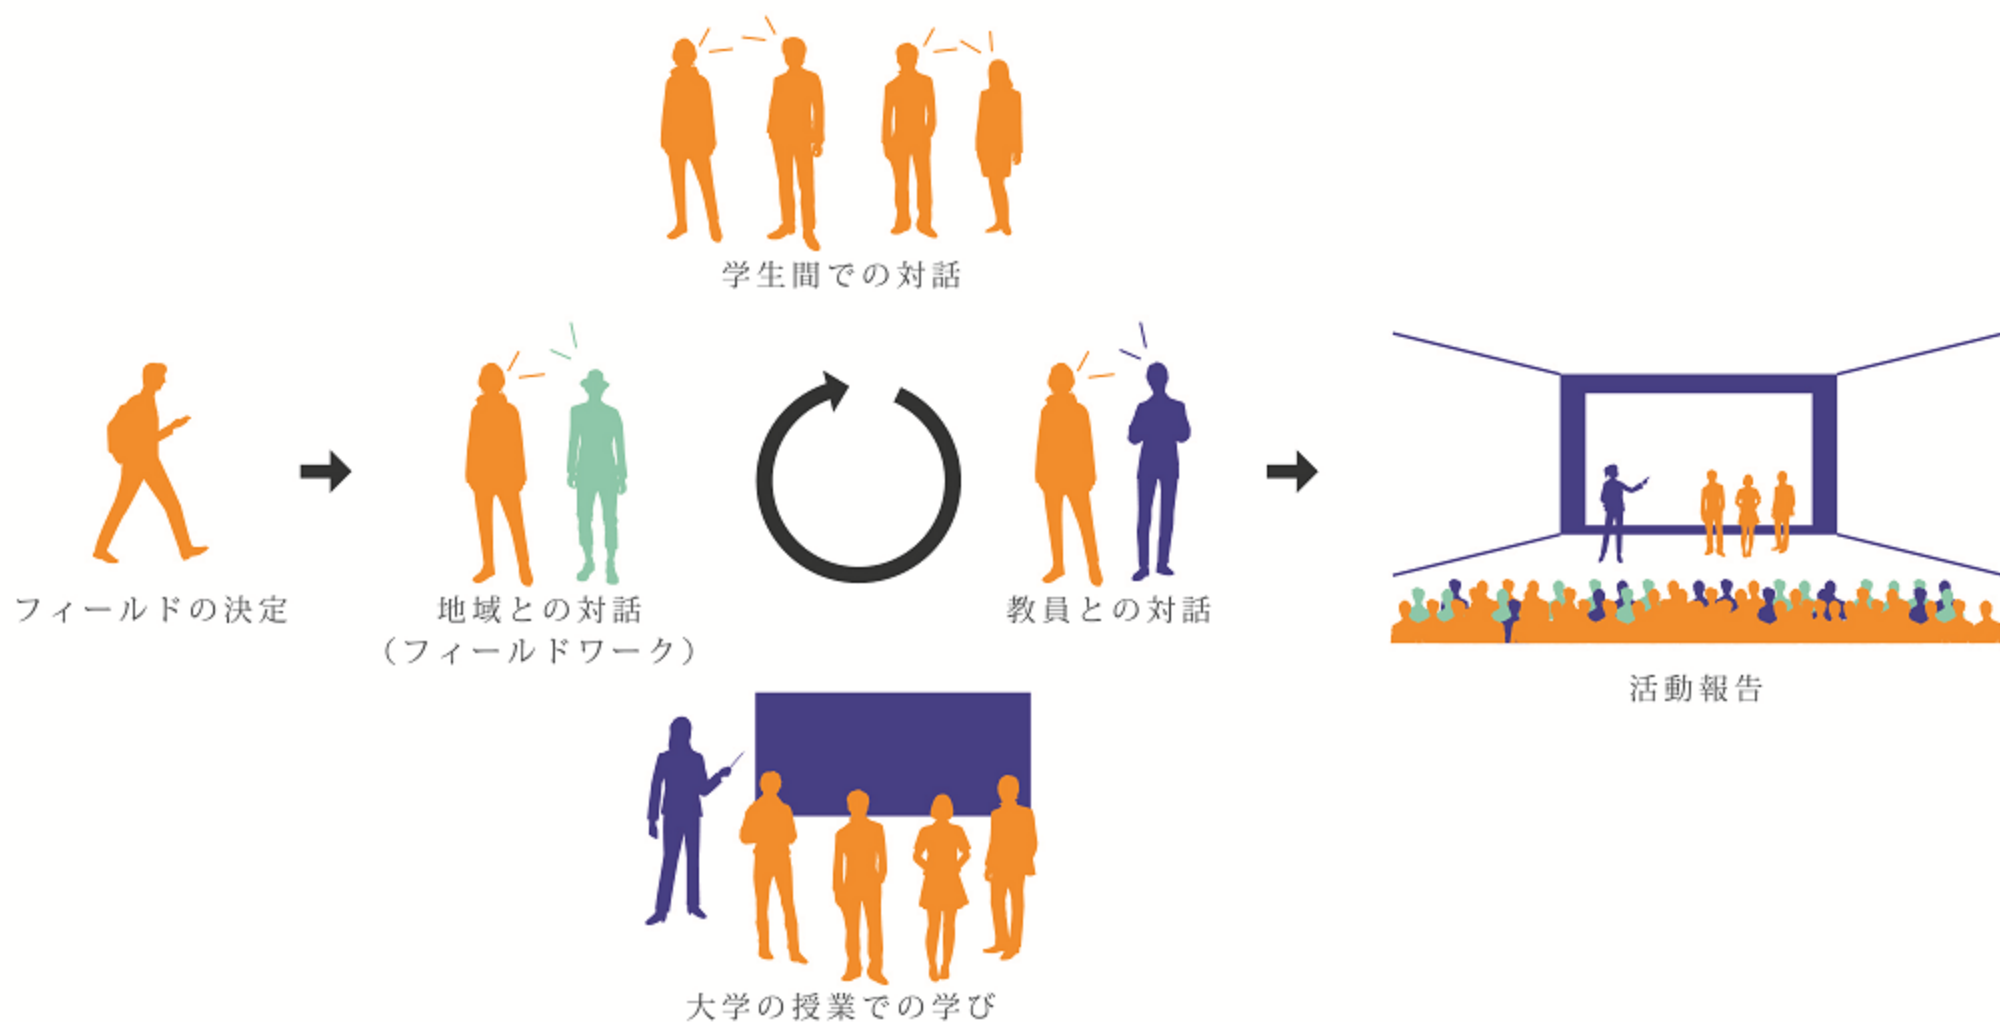 学生間での対話
フィールドの決定
地域との対話
（フィールドワーク）
教員との対話
活動報告
大学の授業での学び